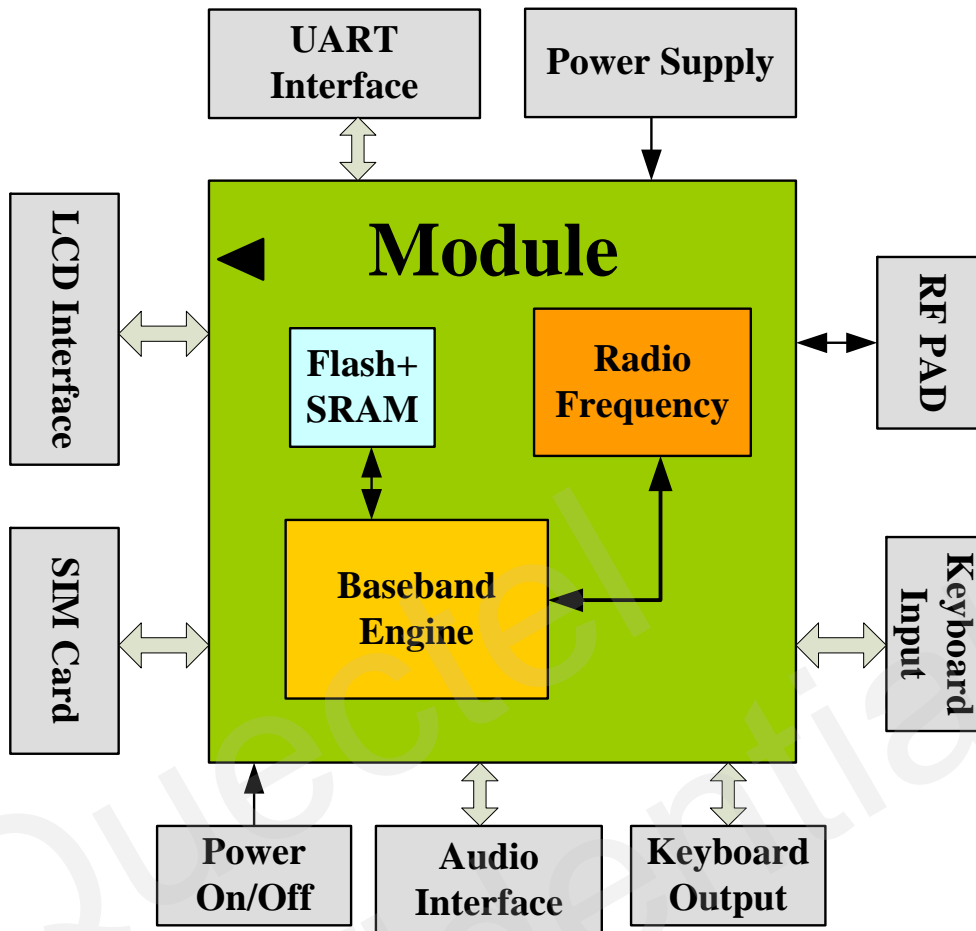 UART
Interface
Power Supply
LCD Interface
Module
RF PAD
Flash+
SRAM
Radio
Frequency
Baseband
Engine
SIM Card
Keyboard
Input
Power
On/Off
Audio
Interface
Keyboard
Output
Quectel